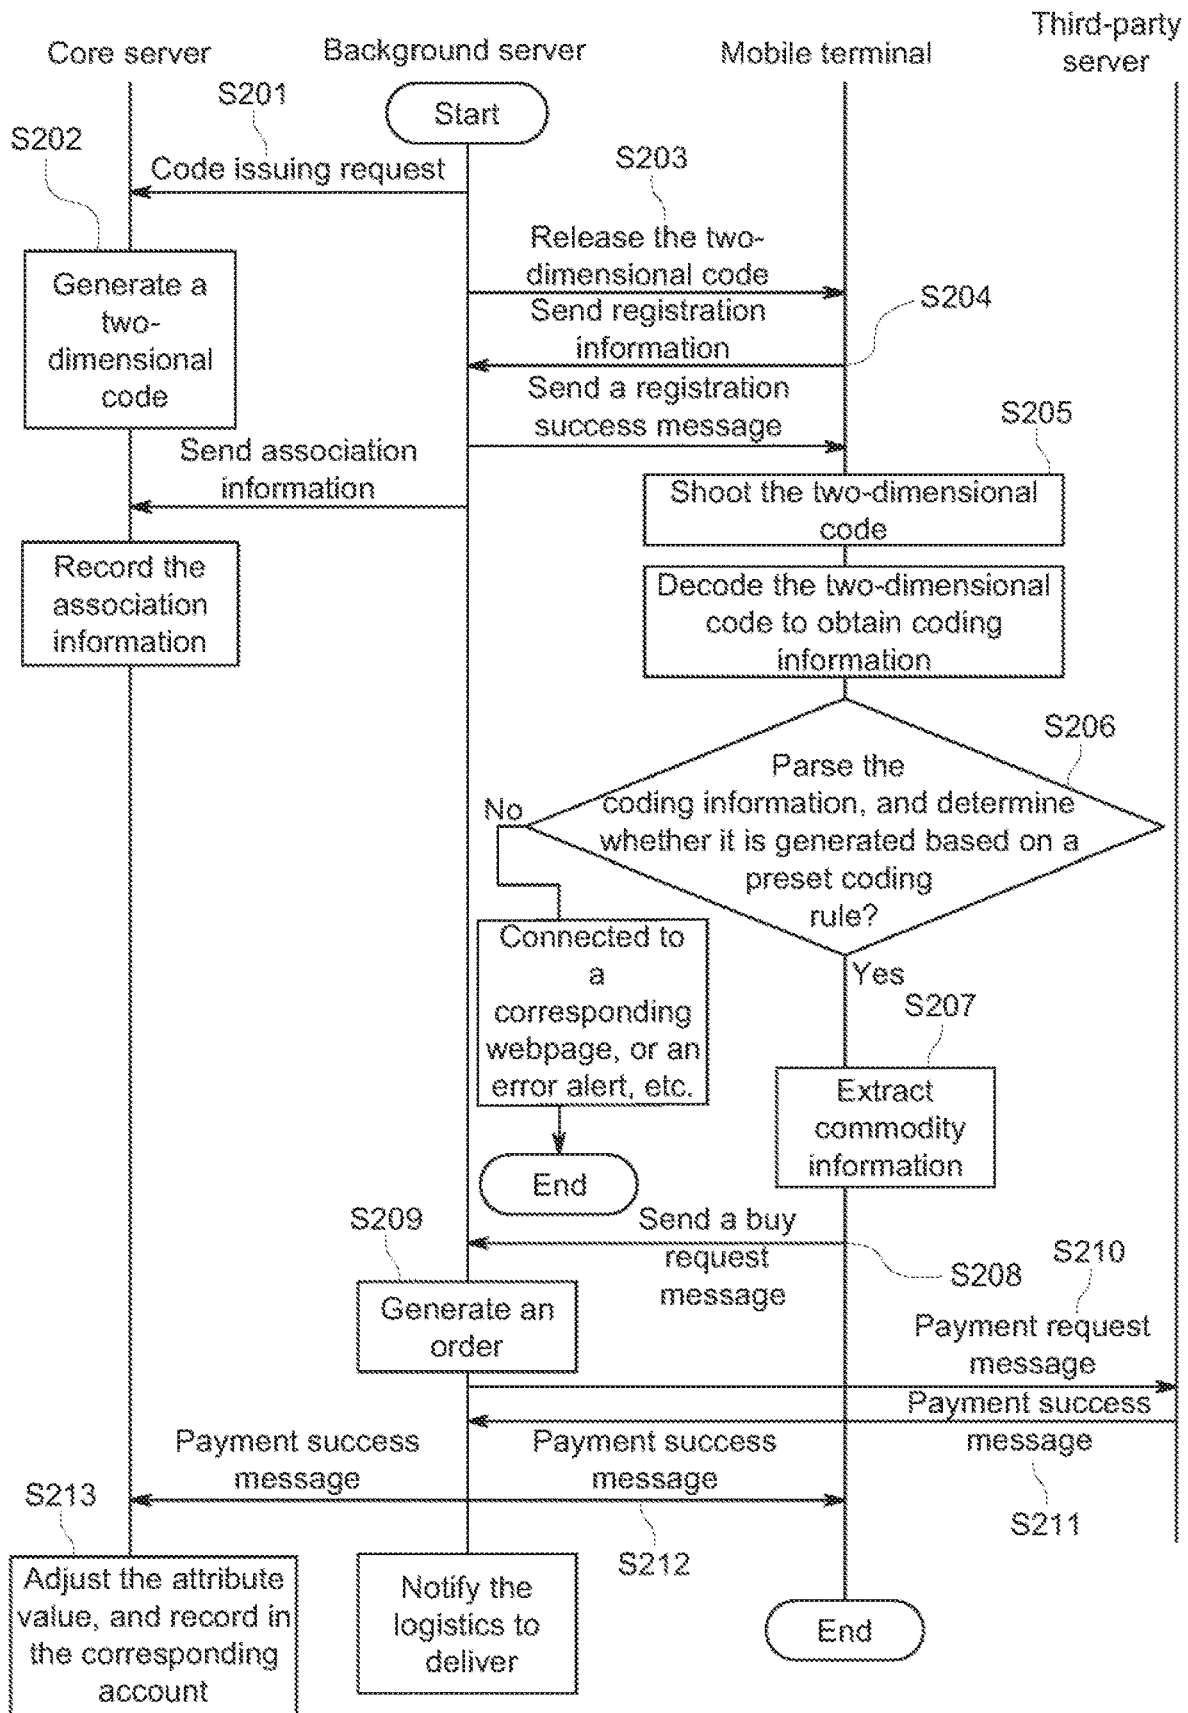 Core server
Background server
Mobile terminal
Third-party
server
S201
Start
S202
Code issuing request
S203
Release the two-
dimensional code
Generate a
two-
dimensional
code
S204
Send registration
information
Send a registration
success message
S205
Send association
information
Shoot the two-dimensional
code
Record the
association
information
Decode the two-dimensional
code to obtain coding
information
S206
Parse the
coding information, and determine
whether it is generated based on a
preset coding
rule?
No
Connected to
a
corresponding
webpage, or an
error alert, etc.
Yes
S207
Extract
commodity
information
End
S209
Send a buy
request
message
S208
S210
Generate an
order
Payment request
message
Payment success
message
Payment success
message
Payment success
message
S213
S211
S212
Adjust the attribute
value, and record in
the corresponding
account
Notify the
logistics to
deliver
End